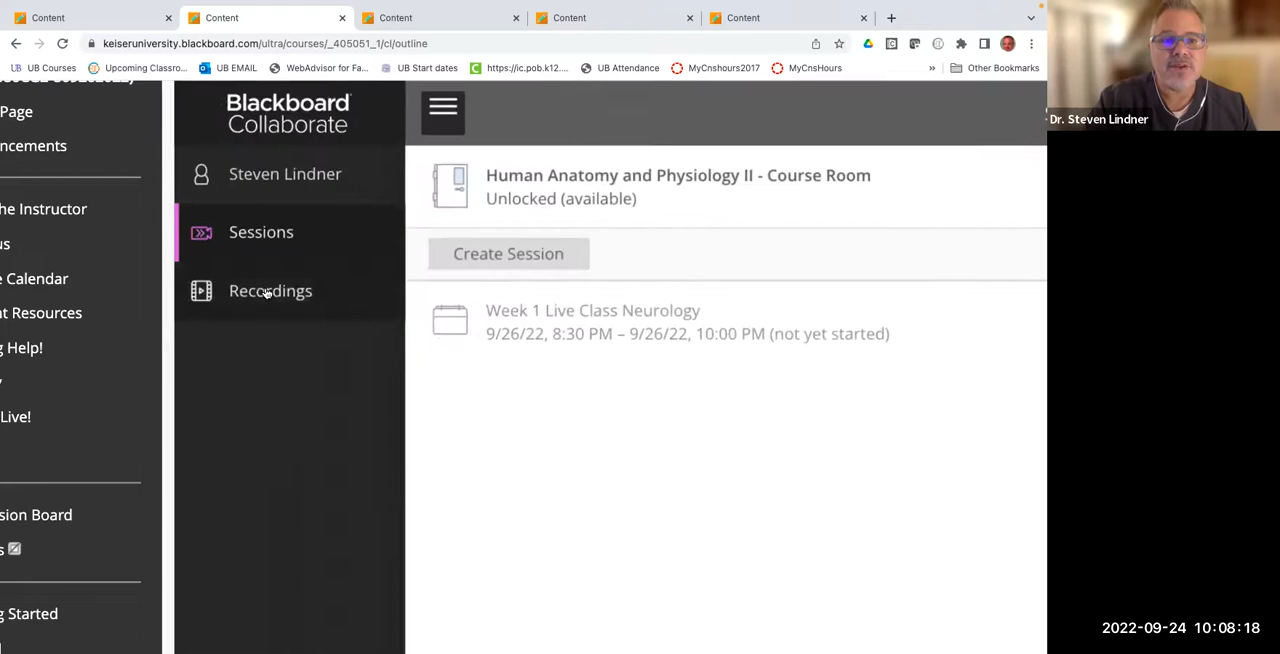 Content
Content
Content
Content
Content
keiseruniversity.blackboard.com/ultra/courses/_405051_1/cl/outline
UB Courses
Upcoming Classro...
UB EMAIL
WebAdvisor for Fa...
UB Start dates
https://ic.pob.k12....
UB Attendance
MyCnshours2017
MyCnsHours
»
Other Bookmarks
Page
ncements
he Instructor
us
e Calendar
nt Resources
g Help!
Live!
sion Board
s
g Started
Blackboard
Collaborate
Steven Lindner
Sessions
Recordings
Human Anatomy and Physiology II - Course Room
Unlocked (available)
Create Session
Week 1 Live Class Neurology
9/26/22, 8:30 PM – 9/26/22, 10:00 PM (not yet started)
Dr. Steven Lindner
2022-09-24 10:08:18